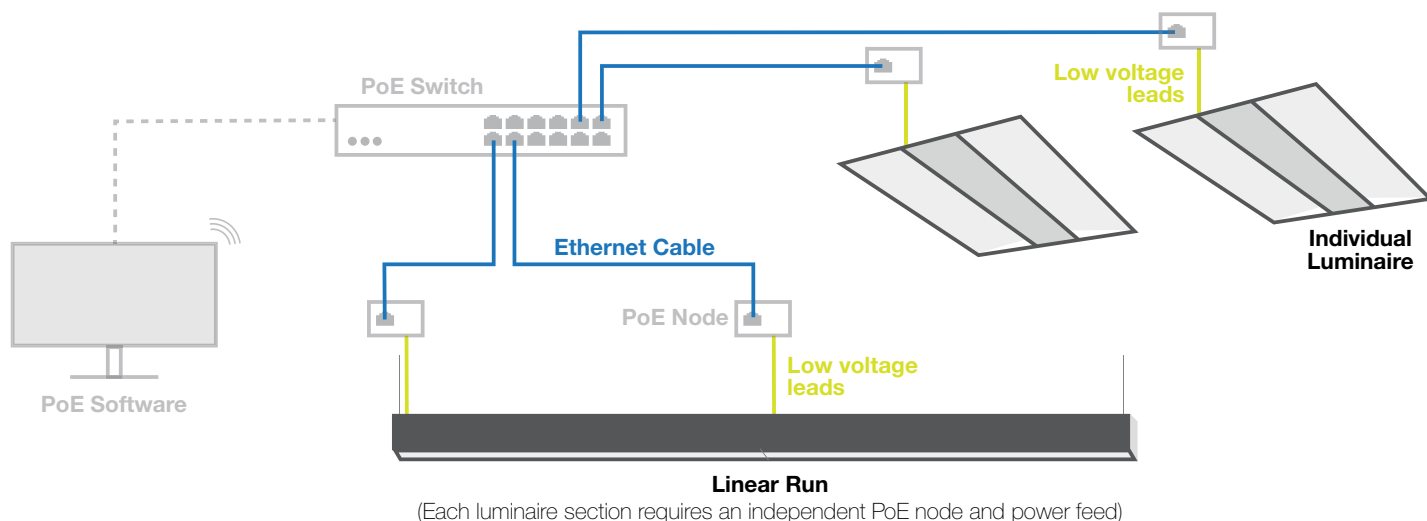 PoE Switch
Low voltage
leads
Ethernet Cable
Individual
Luminaire
PoE Node
Low voltage
leads
PoE Software
Linear Run
(Each luminaire section requires an independent PoE node and power feed)